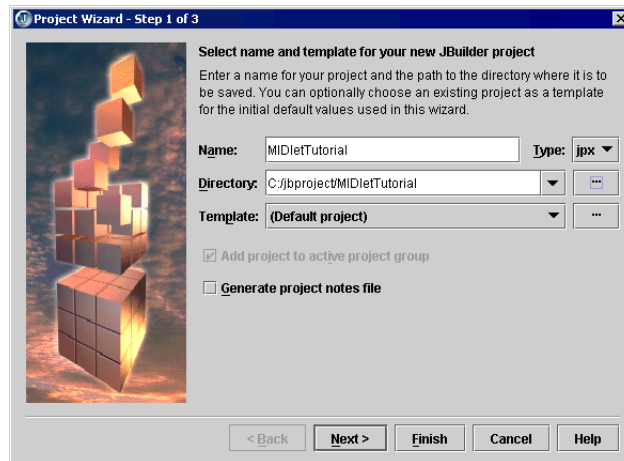 Project Wizard - Step 1 of 3
Select name and template for your new JBuilder project
Enter a name for your project and the path to the directory where it is to
be saved. You can optionally choose an existing project as a template
for the initial default values used in this wizard.
Name: MIDletTutorial Type: jpx
Directory: C:/jbproject/MIDletTutorial ...
Template: (Default project) ...
Add project to active project group
Generate project notes file
< Back Next > Finish Cancel Help